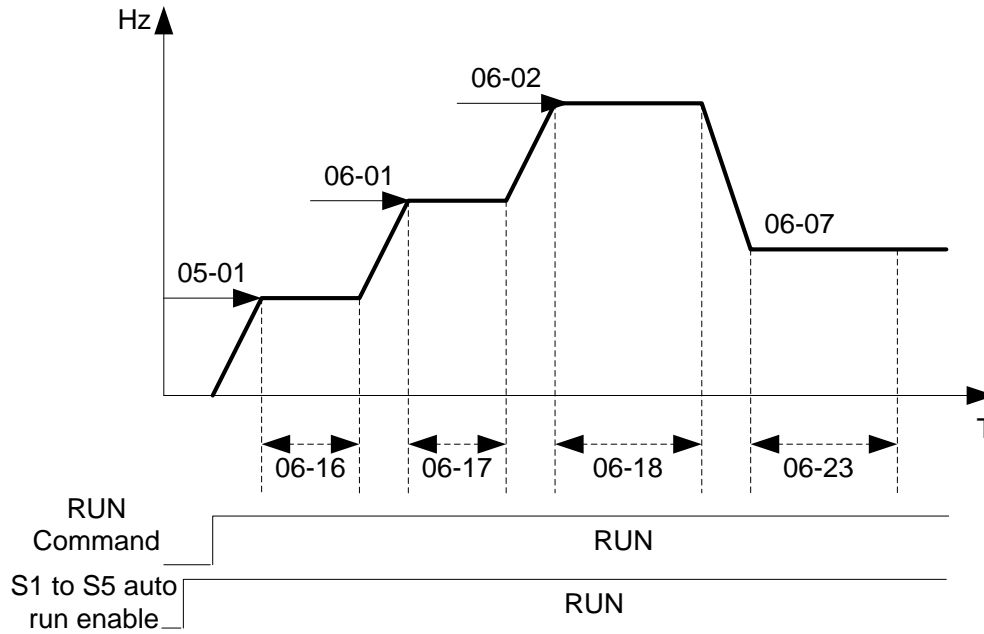 Hz
06-02
06-01
06-07
05-01
T
06-16
06-17
06-18
06-23
RUN
Command
RUN
S1 to S5 auto
run enable
RUN